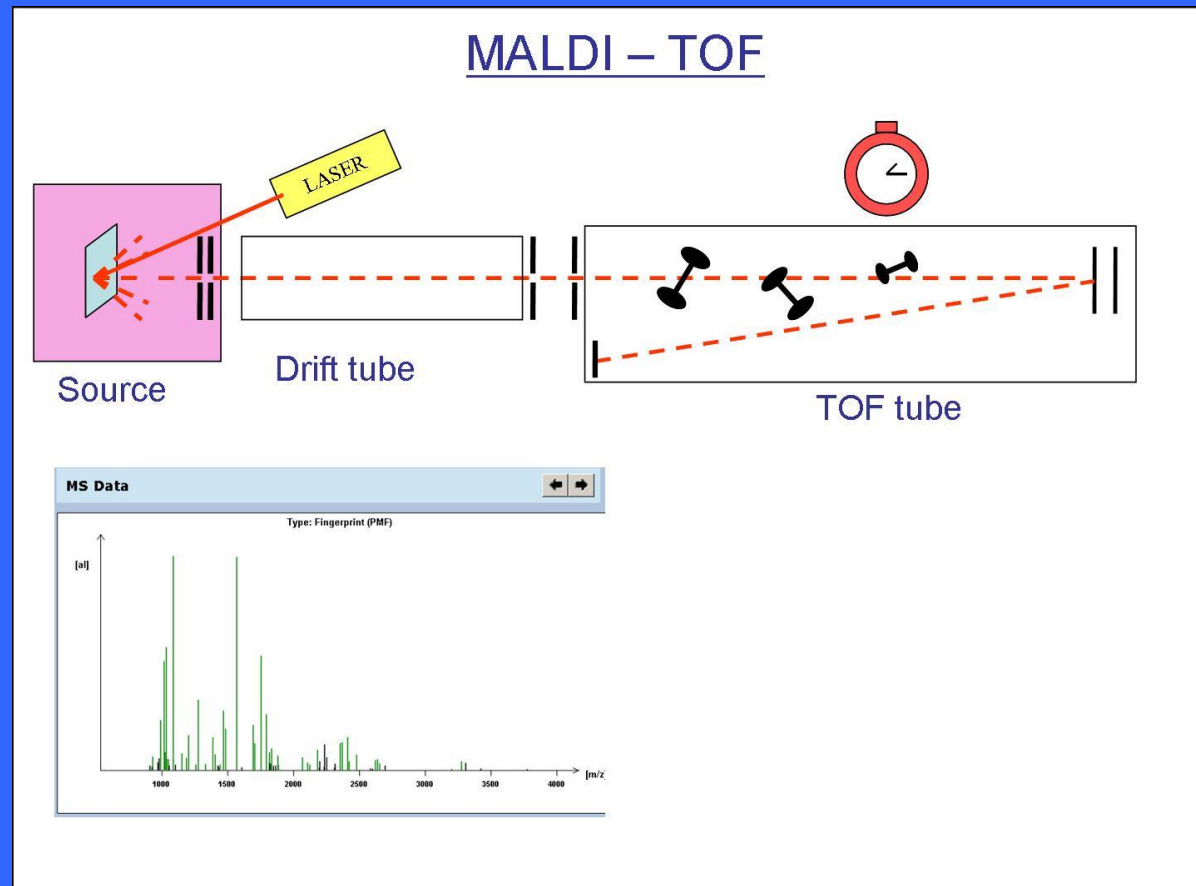 MALDI – TOF
LASER
Source
Drift tube
TOF tube
MS Data
Type: Fingerprint (PMF)
[aI]
1000 1500 2000 2500 3000 3500 4000
[m/z